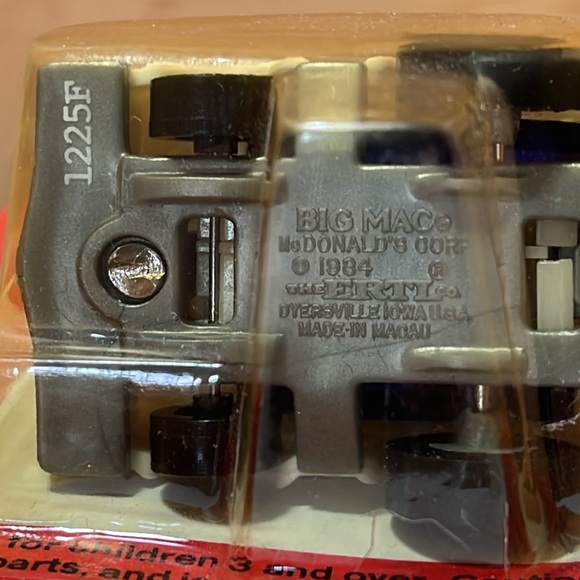 1225F
BIG MAC®
McDONALD'S CORP
© 1984 ®
THE ERTL CO.
DYERSVILLE IOWA U.S.A.
MADE-IN MACAU
for children 3 and over
parts, and